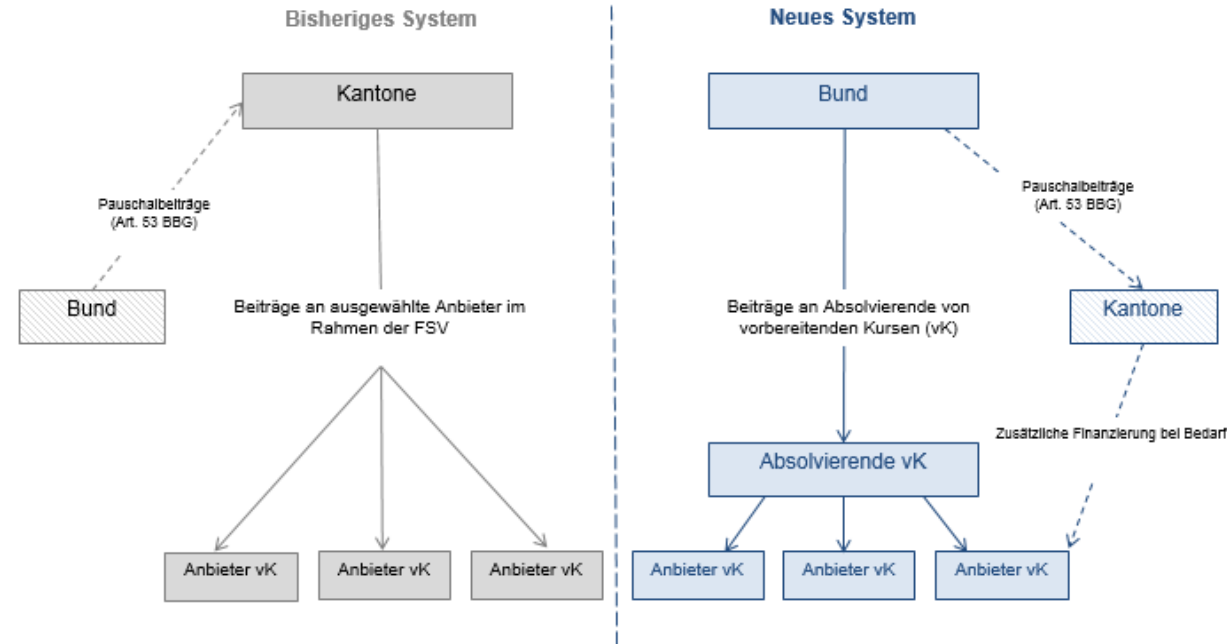 Bisheriges System
Kantone
Pauschalbeiträge
(Art. 53 BBG)
Bund
Beiträge an ausgewählte Anbieter im
Rahmen der FSV
Anbieter vK
Anbieter vK
Anbieter vK
Neues System
Bund
Pauschalbeiträge
(Art. 53 BBG)
Beiträge an Absolvierende von
vorbereitenden Kursen (vK)
Kantone
Zusätzliche Finanzierung bei Bedarf
Absolvierende vK
Anbieter vK
Anbieter vK
Anbieter vK